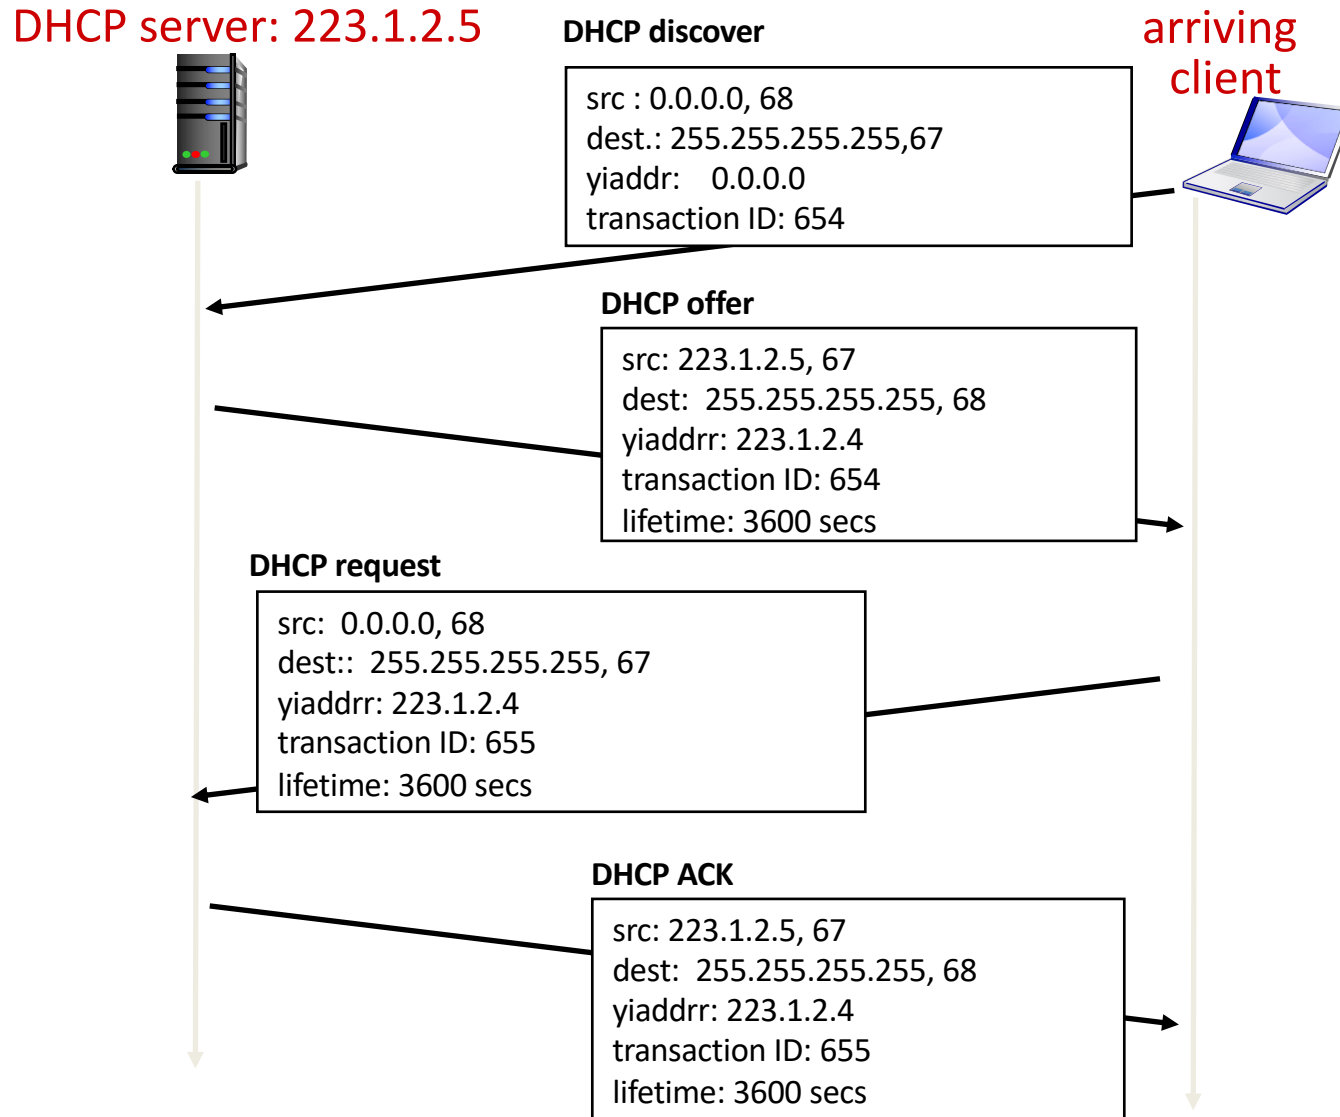 DHCP server: 223.1.2.5
DHCP discover
arriving
client
src : 0.0.0.0, 68
dest.: 255.255.255.255,67
yiaddr: 0.0.0.0
transaction ID: 654
DHCP offer
src: 223.1.2.5, 67
dest: 255.255.255.255, 68
yiaddrr: 223.1.2.4
transaction ID: 654
lifetime: 3600 secs
DHCP request
src: 0.0.0.0, 68
dest:: 255.255.255.255, 67
yiaddrr: 223.1.2.4
transaction ID: 655
lifetime: 3600 secs
DHCP ACK
src: 223.1.2.5, 67
dest: 255.255.255.255, 68
yiaddrr: 223.1.2.4
transaction ID: 655
lifetime: 3600 secs